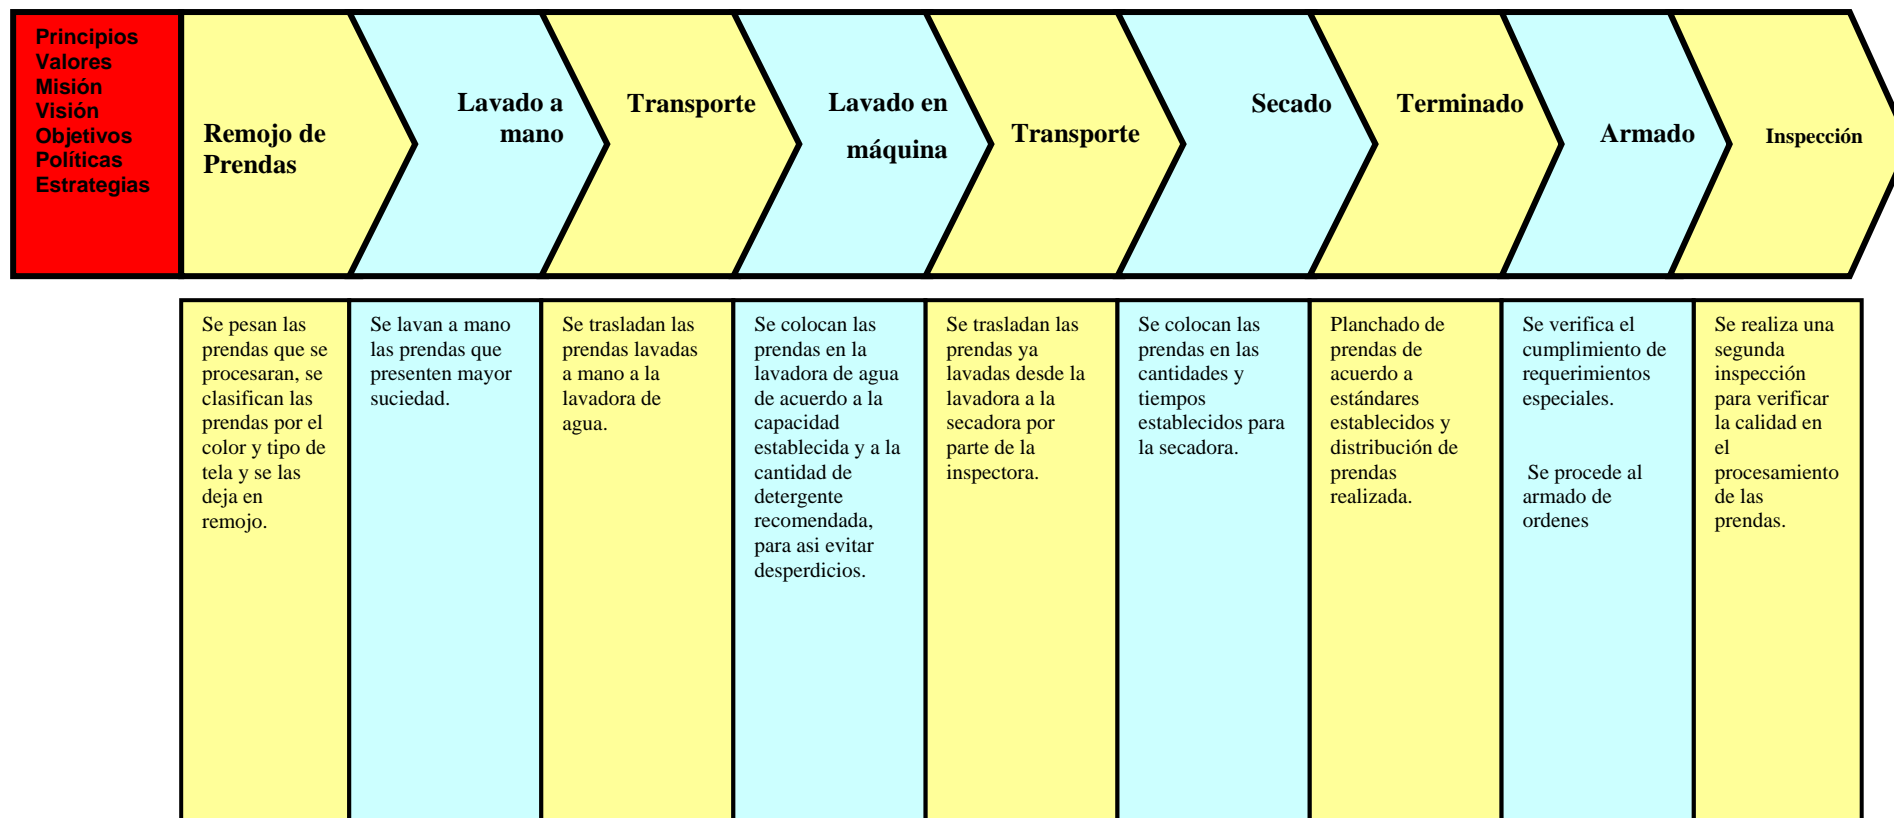 Principios
Valores
Misión
Visión
Objetivos
Políticas
Estrategias
Remojo de
Prendas
Lavado a
mano
Transporte
Lavado en
máquina
Transporte
Secado
Terminado
Armado
Inspección
Se pesan las
prendas que se
procesaran, se
clasifican las
prendas por el
color y tipo de
tela y se las
deja en
remojo.
Se lavan a mano
las prendas que
presenten mayor
suciedad.
Se trasladan las
prendas lavadas
a mano a la
lavadora de
agua.
Se colocan las
prendas en la
lavadora de agua
de acuerdo a la
capacidad
establecida y a la
cantidad de
detergente
recomendada,
para asi evitar
desperdicios.
Se trasladan las
prendas ya
lavadas desde la
lavadora a la
secadora por
parte de la
inspectora.
Se colocan las
prendas en las
cantidades y
tiempos
establecidos para
la secadora.
Planchado de
prendas de
acuerdo a
estándares
establecidos y
distribución de
prendas
realizada.
Se verifica el
cumplimiento de
requerimientos
especiales.
Se procede al
armado de
ordenes
Se realiza una
segunda
inspección
para verificar
la calidad en
el
procesamiento
de las
prendas.